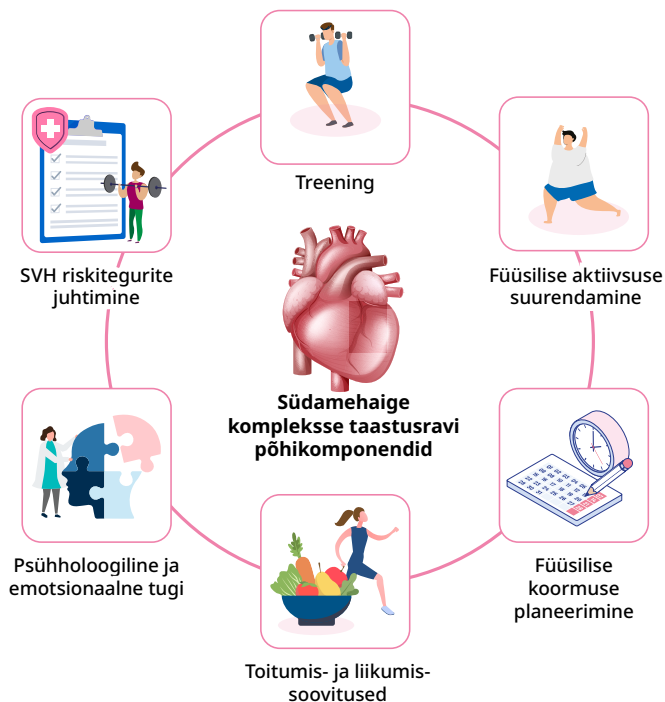 Treening
SVH riskitegurite
juhtimine
Füüsilise aktiivsuse
suurendamine
Südamehaige
kompleksse taastusravi
põhikomponendid
Psühholoogiline ja
emotsionaalne tugi
Füüsilise
koormuse
planeerimine
Toitumis- ja liikumis-
soovitused